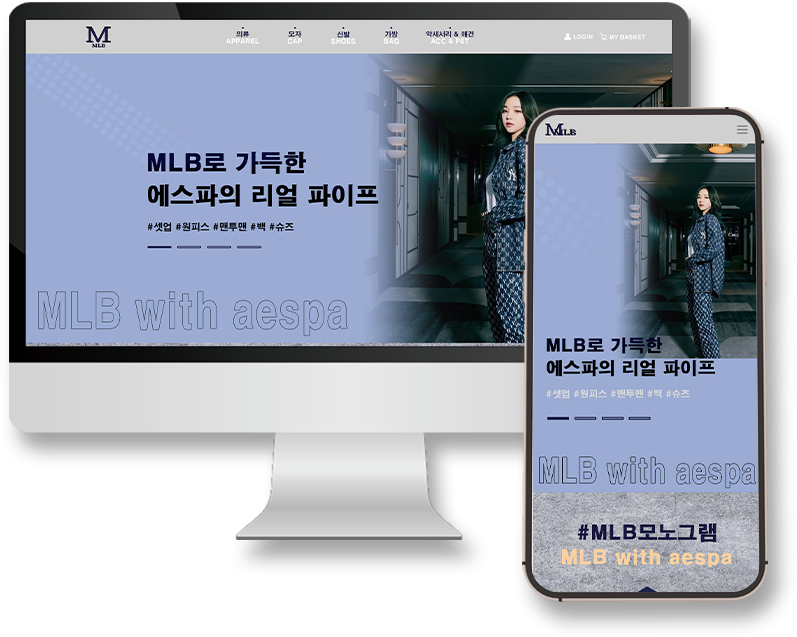 M
MLB
의류
APPAREL
모자
CAP
신발
SHOES
가방
BAG
악세서리 & 애견
ACC & PET
LOGIN
MY BASKET
MLB로 가득한
에스파의 리얼 파이프
#셋업 #원피스 #맨투맨 #백 #슈즈
MLB with aespa
MLB
MLB로 가득한
에스파의 리얼 파이프
#셋업 #원피스 #맨투맨 #백 #슈즈
MLB with aespa
#MLB모노그램
MLB with aespa